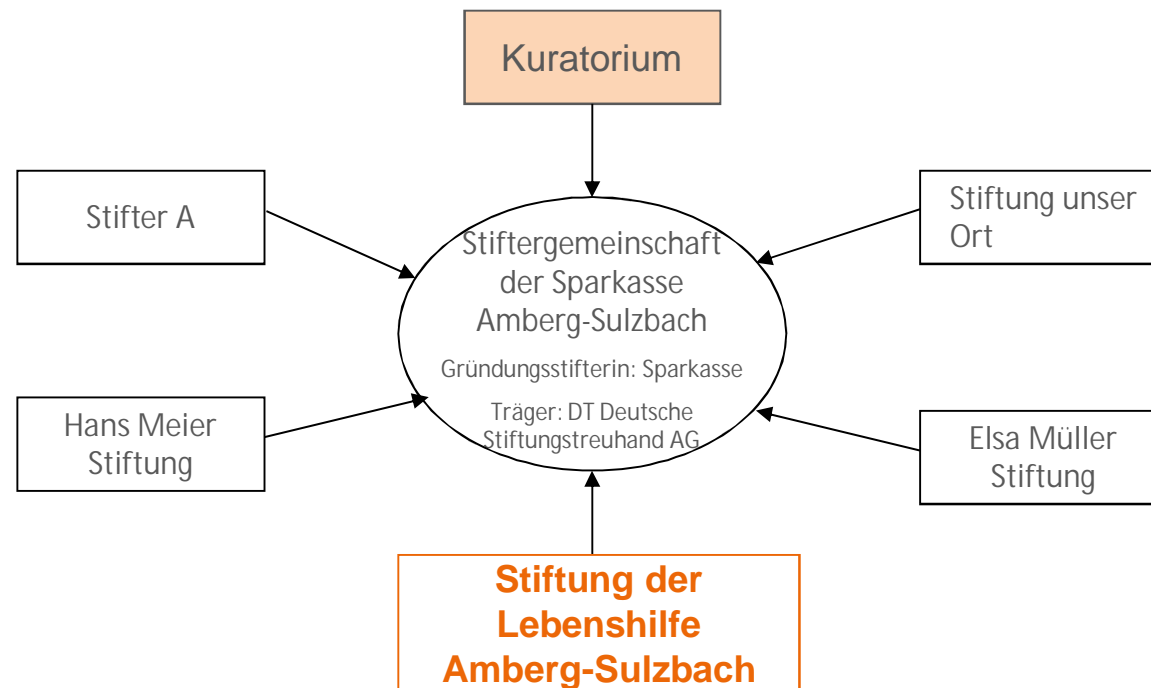 Kuratorium
Stifter A
Stiftung unser
Ort
Stiftergemeinschaft
der Sparkasse
Amberg-Sulzbach
Gründungsstifterin: Sparkasse
Träger: DT Deutsche
Stiftungstreuhand AG
Hans Meier
Stiftung
Elsa Müller
Stiftung
Stiftung der
Lebenshilfe
Amberg-Sulzbach